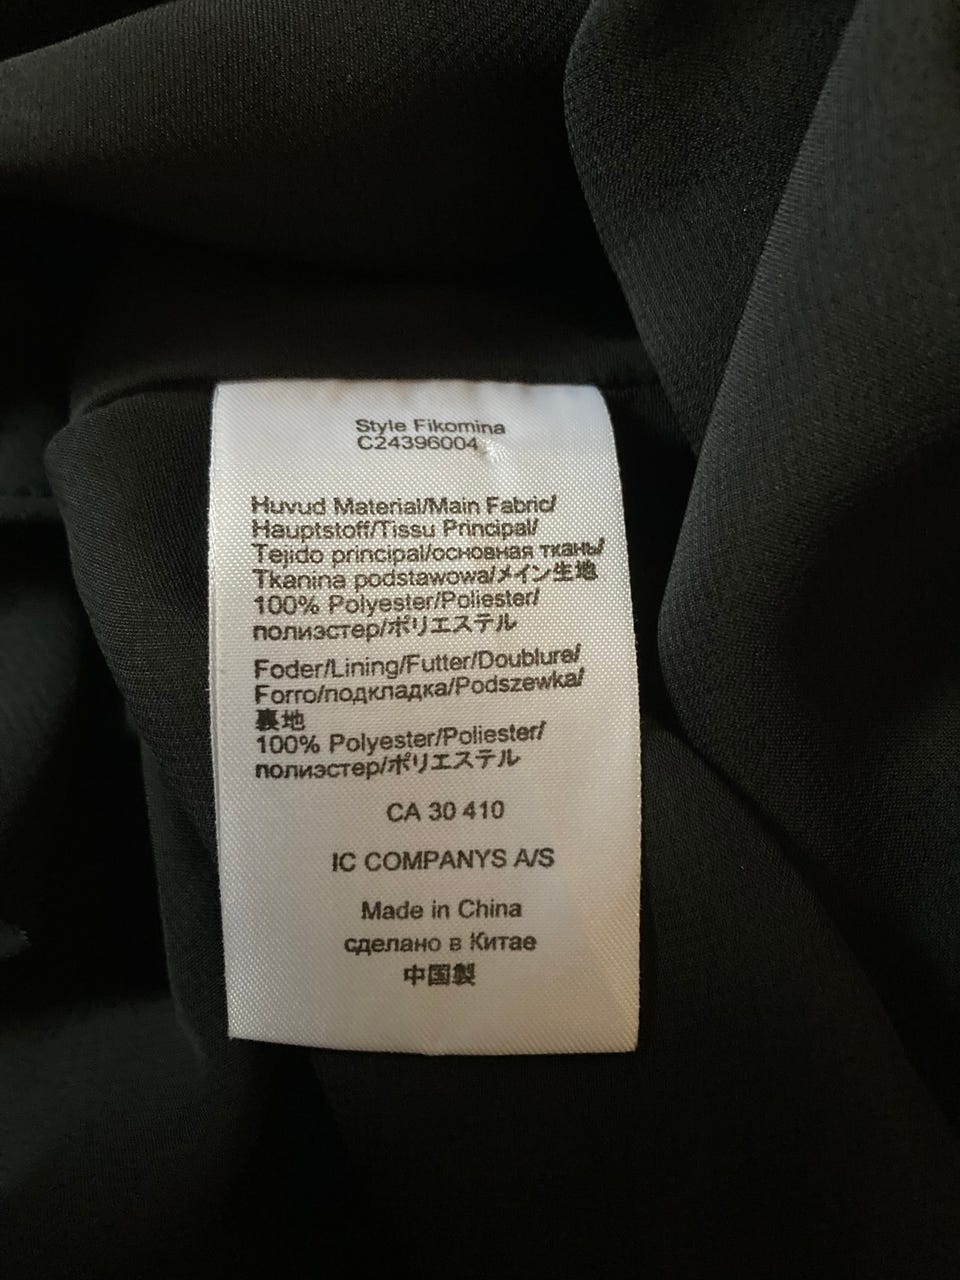 Style Fikomina
C24396004
Huvud Material/Main Fabric/
Hauptstoff/Tissu Principal/
Tejido principal/основная ткань/
Tkanina podstawowa/メイン生地
100% Polyester/Poliester/
полиэстер/ポリエステル
Foder/Lining/Futter/Doublure/
Forro/подкладка/Podszewka/
裏地
100% Polyester/Poliester/
полиэстер/ポリエステル
CA 30 410
IC COMPANYS A/S
Made in China
сделано в Китае
中国製